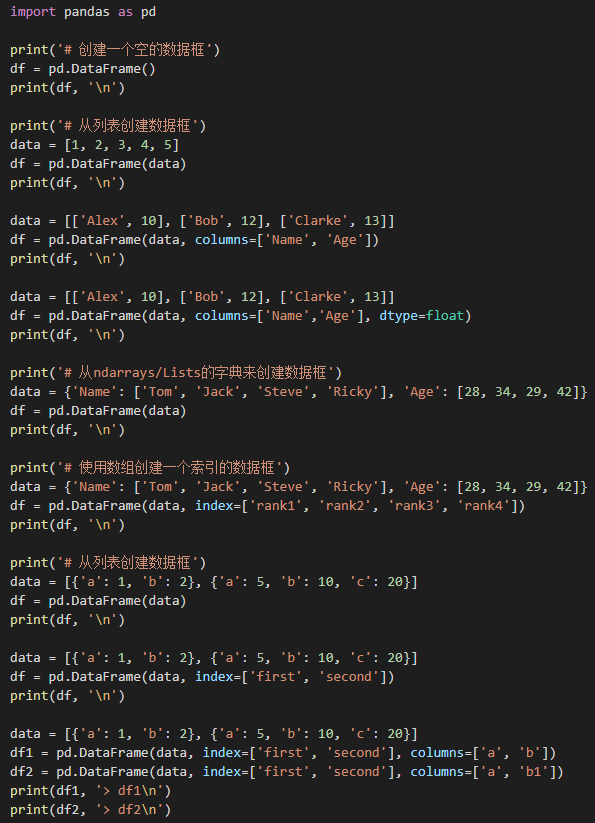 import pandas as pd
print('# 创建一个空的数据框')
df = pd.DataFrame()
print(df, '\n')
print('# 从列表创建数据框')
data = [1, 2, 3, 4, 5]
df = pd.DataFrame(data)
print(df, '\n')
data = [['Alex', 10], ['Bob', 12], ['Clarke', 13]]
df = pd.DataFrame(data, columns=['Name', 'Age'])
print(df, '\n')
data = [['Alex', 10], ['Bob', 12], ['Clarke', 13]]
df = pd.DataFrame(data, columns=['Name','Age'], dtype=float)
print(df, '\n')
print('# 从ndarrays/Lists的字典来创建数据框')
data = {'Name': ['Tom', 'Jack', 'Steve', 'Ricky'], 'Age': [28, 34, 29, 42]}
df = pd.DataFrame(data)
print(df, '\n')
print('# 使用数组创建一个索引的数据框')
data = {'Name': ['Tom', 'Jack', 'Steve', 'Ricky'], 'Age': [28, 34, 29, 42]}
df = pd.DataFrame(data, index=['rank1', 'rank2', 'rank3', 'rank4'])
print(df, '\n')
print('# 从列表创建数据框')
data = [{'a': 1, 'b': 2}, {'a': 5, 'b': 10, 'c': 20}]
df = pd.DataFrame(data)
print(df, '\n')
data = [{'a': 1, 'b': 2}, {'a': 5, 'b': 10, 'c': 20}]
df = pd.DataFrame(data, index=['first', 'second'])
print(df, '\n')
data = [{'a': 1, 'b': 2}, {'a': 5, 'b': 10, 'c': 20}]
df1 = pd.DataFrame(data, index=['first', 'second'], columns=['a', 'b'])
df2 = pd.DataFrame(data, index=['first', 'second'], columns=['a', 'b1'])
print(df1, '> df1\n')
print(df2, '> df2\n')